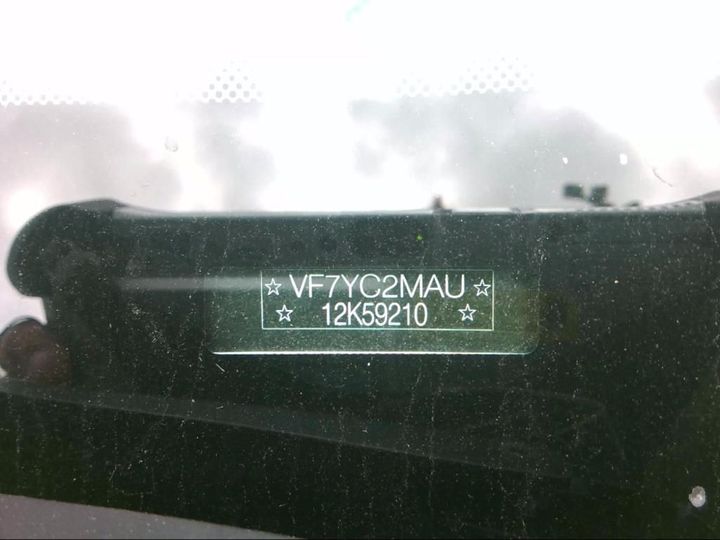 ☆ VF7YC2MAU ☆
☆ 12K59210 ☆